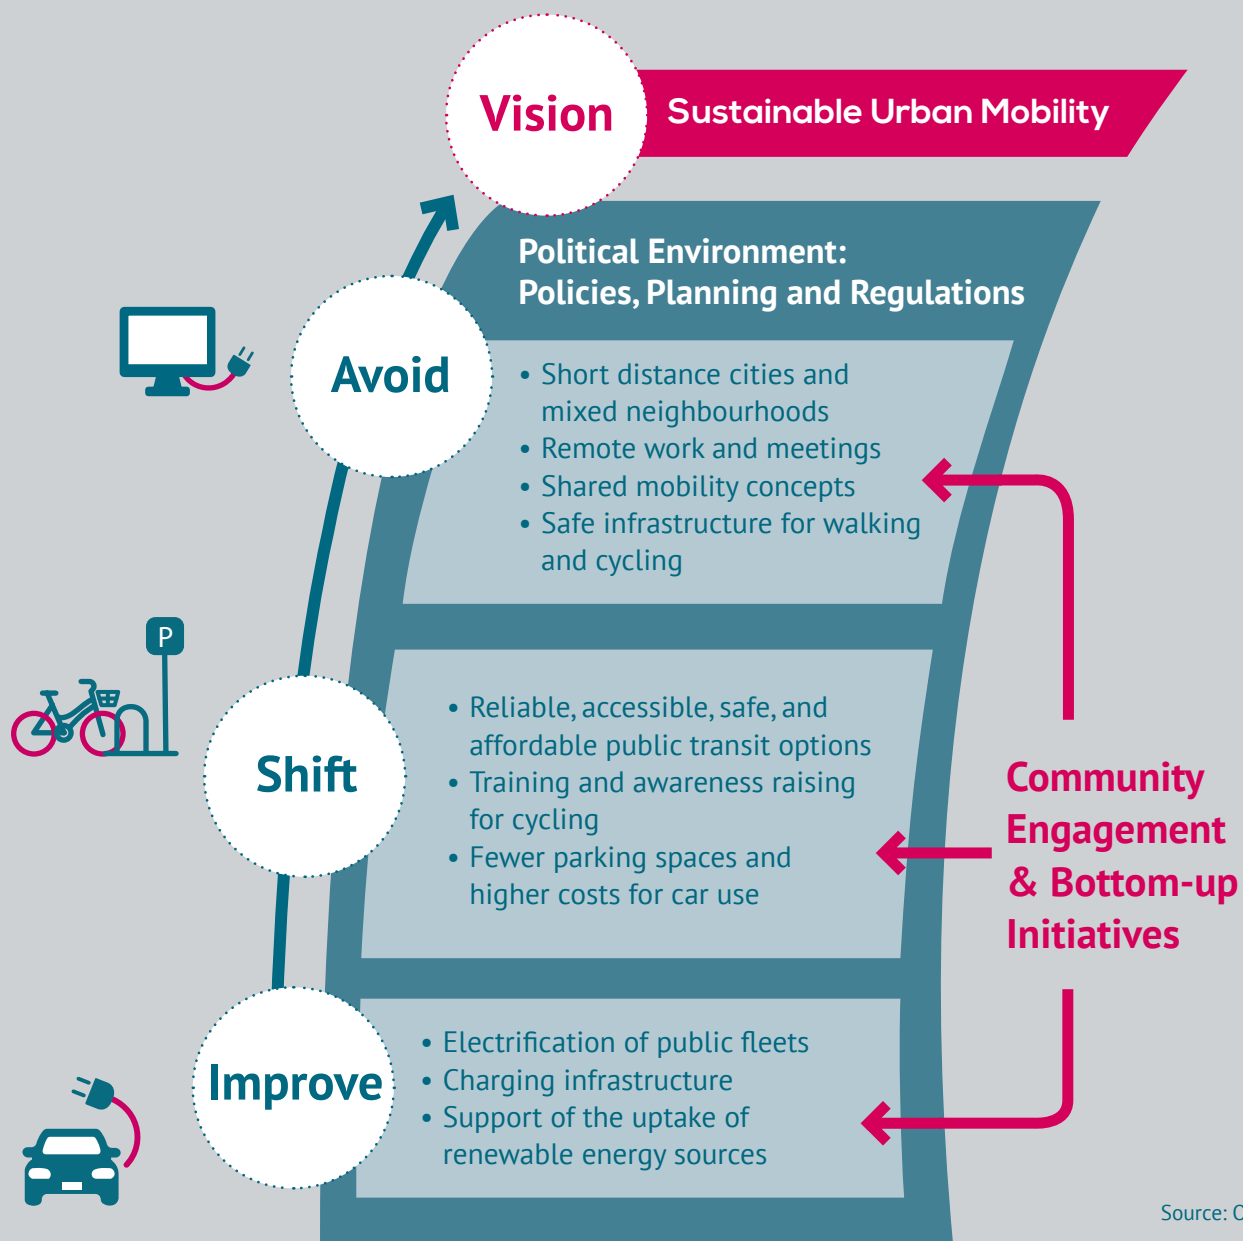 Vision
Sustainable Urban Mobility
Political Environment:
Policies, Planning and Regulations
Avoid
• Short distance cities and
mixed neighbourhoods
• Remote work and meetings
• Shared mobility concepts
• Safe infrastructure for walking
and cycling
P
Shift
• Reliable, accessible, safe, and
affordable public transit options
• Training and awareness raising
for cycling
• Fewer parking spaces and
higher costs for car use
Community
Engagement
& Bottom-up
Initiatives
Improve
• Electrification of public fleets
• Charging infrastructure
• Support of the uptake of
renewable energy sources
Source: